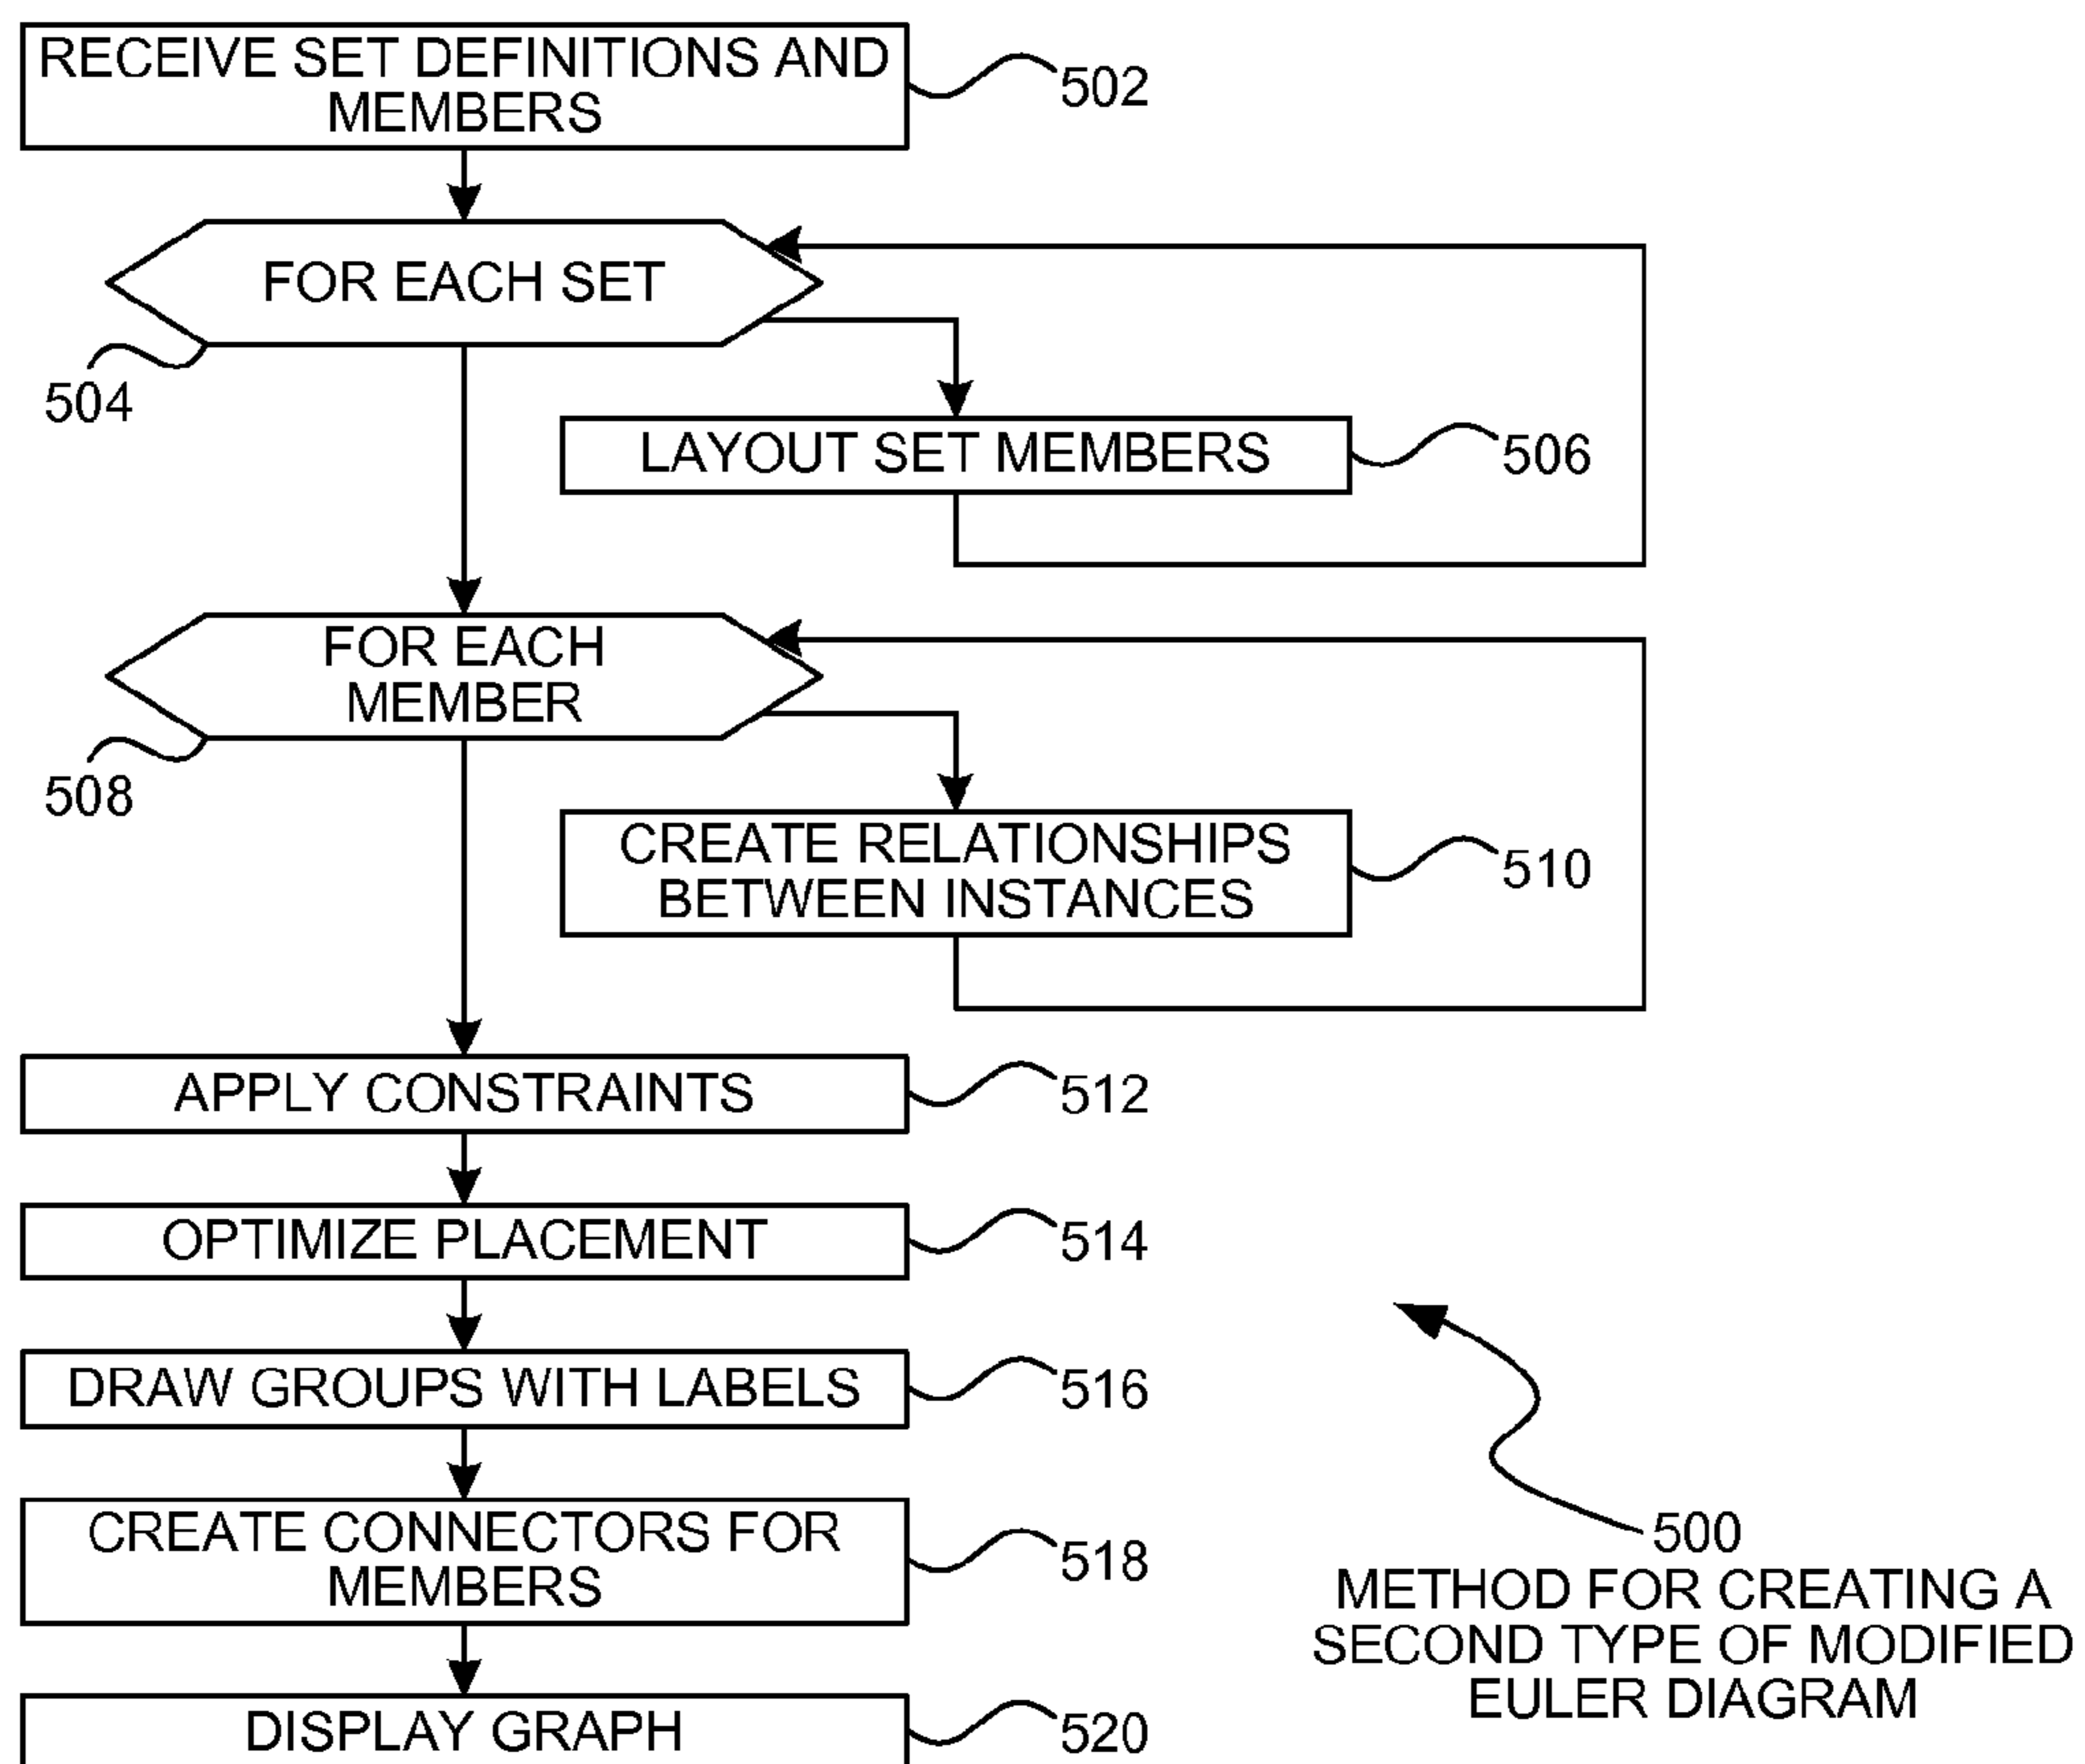 RECEIVE SET DEFINITIONS AND
MEMBERS
502
FOR EACH SET
504
LAYOUT SET MEMBERS
506
FOR EACH
MEMBER
508
CREATE RELATIONSHIPS
BETWEEN INSTANCES
510
APPLY CONSTRAINTS
512
OPTIMIZE PLACEMENT
514
DRAW GROUPS WITH LABELS
516
CREATE CONNECTORS FOR
MEMBERS
518
DISPLAY GRAPH
520
500
METHOD FOR CREATING A
SECOND TYPE OF MODIFIED
EULER DIAGRAM